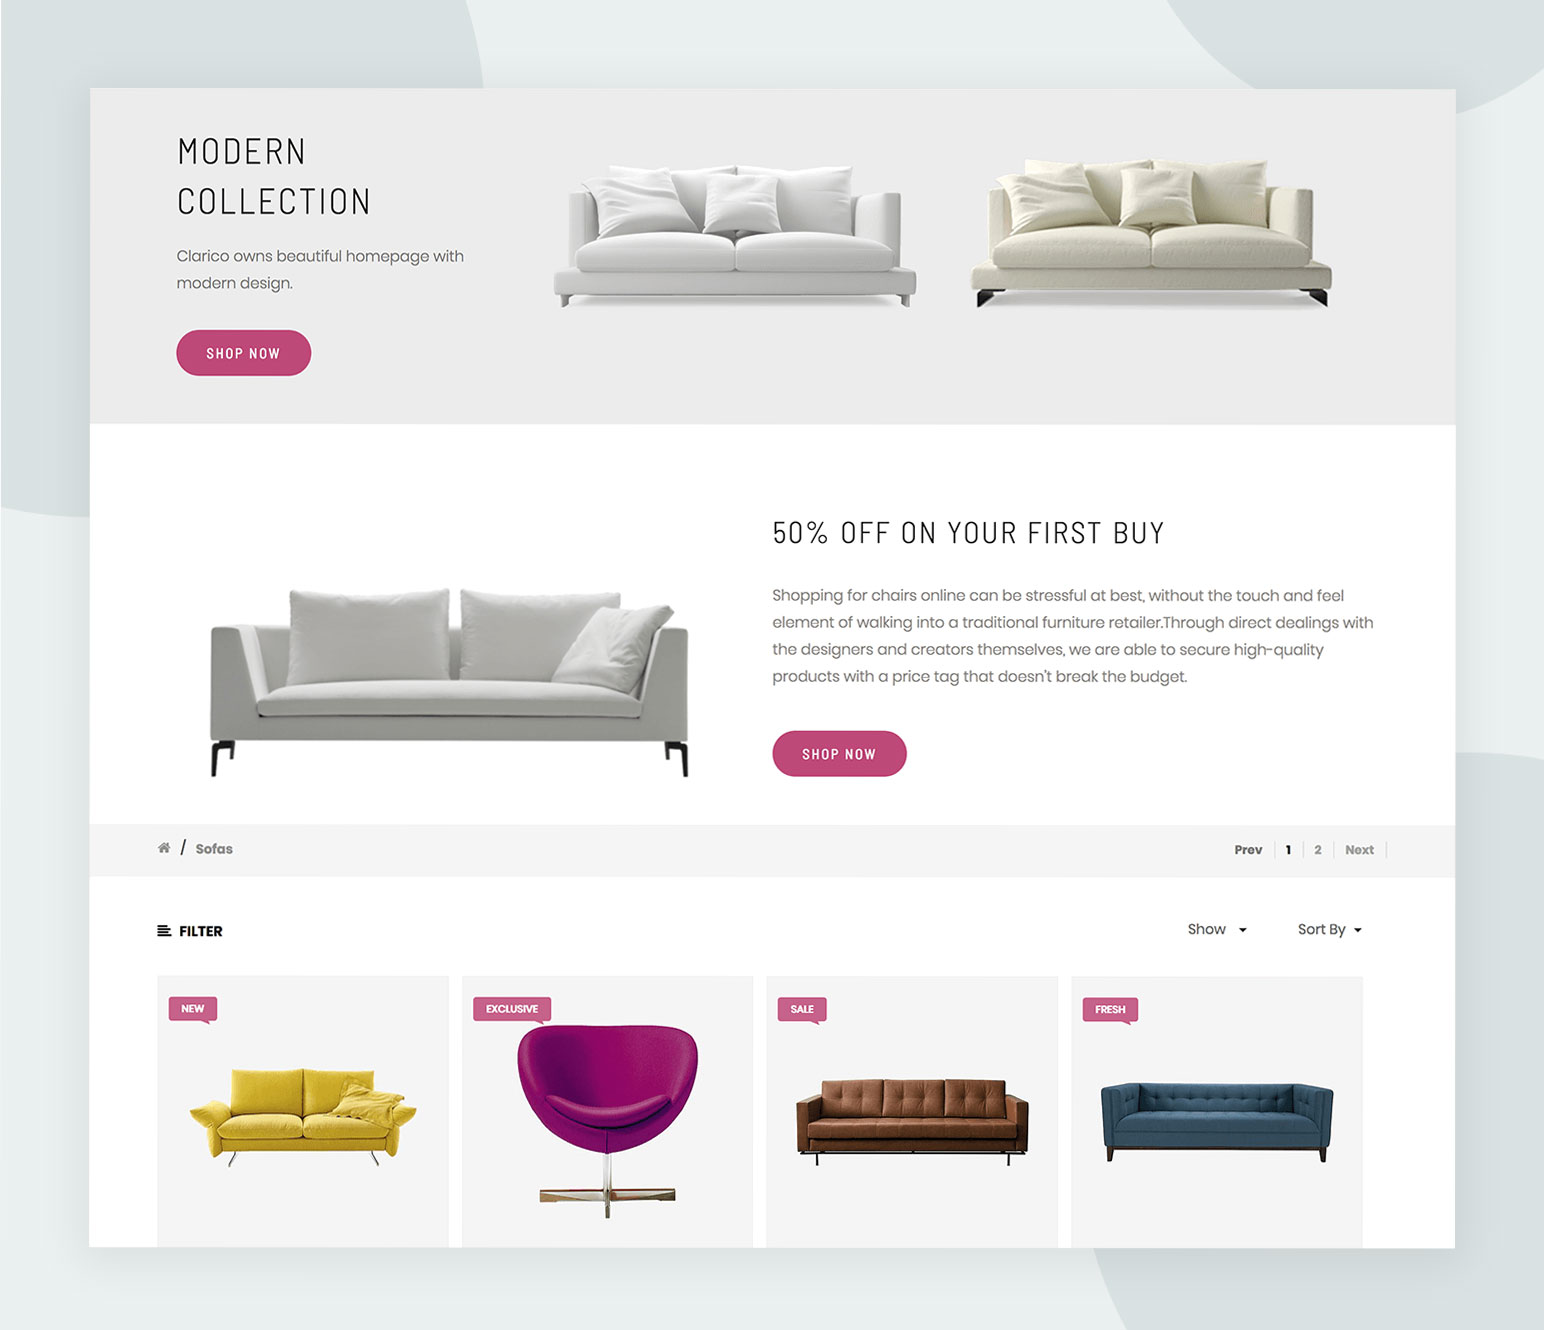 MODERN
COLLECTION
Clarico owns beautiful homepage with
modern design.
SHOP NOW
50% OFF ON YOUR FIRST BUY
Shopping for chairs online can be stressful at best, without the touch and feel
element of walking into a traditional furniture retailer.Through direct dealings with
the designers and creators themselves, we are able to secure high-quality
products with a price tag that doesn't break the budget.
SHOP NOW
/ Sofas
Prev 1 2 Next
FILTER
Show Sort By
NEW EXCLUSIVE SALE FRESH